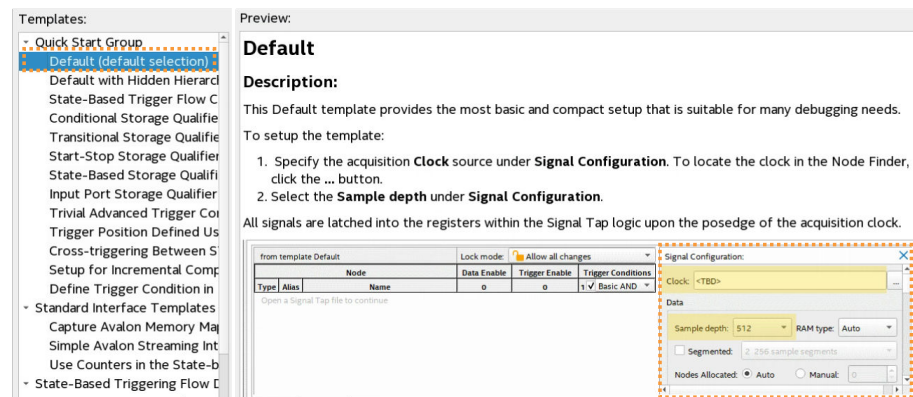 Templates:
Quick Start Group
Default (default selection)
Default with Hidden Hierarcl
State-Based Trigger Flow C
Conditional Storage Qualifie
Transitional Storage Qualifie
Start-Stop Storage Qualifier
State-Based Storage Qualifi
Input Port Storage Qualifier
Trivial Advanced Trigger Co
Trigger Position Defined Us
Cross-triggering Between S
Setup for Incremental Comp
Define Trigger Condition in
Standard Interface Templates
Capture Avalon Memory Ma
Simple Avalon Streaming Int
Use Counters in the State-b
State-Based Triggering Flow D
Preview:
Default
Description:
This Default template provides the most basic and compact setup that is suitable for many debugging needs.
To setup the template:
1. Specify the acquisition Clock source under Signal Configuration. To locate the clock in the Node Finder,
click the ... button.
2. Select the Sample depth under Signal Configuration.
All signals are latched into the registers within the Signal Tap logic upon the posedge of the acquisition clock.
from template Default Lock mode: Allow all changes
Node Data Enable Trigger Enable Trigger Conditions
Type Alias Name 0 0 1 Basic AND
Open a Signal Tap file to continue
Signal Configuration:
Clock: <TBD> ...
Data
Sample depth: 512 RAM type: Auto
Segmented: 2 256 sample segments
Nodes Allocated: Auto Manual: 0